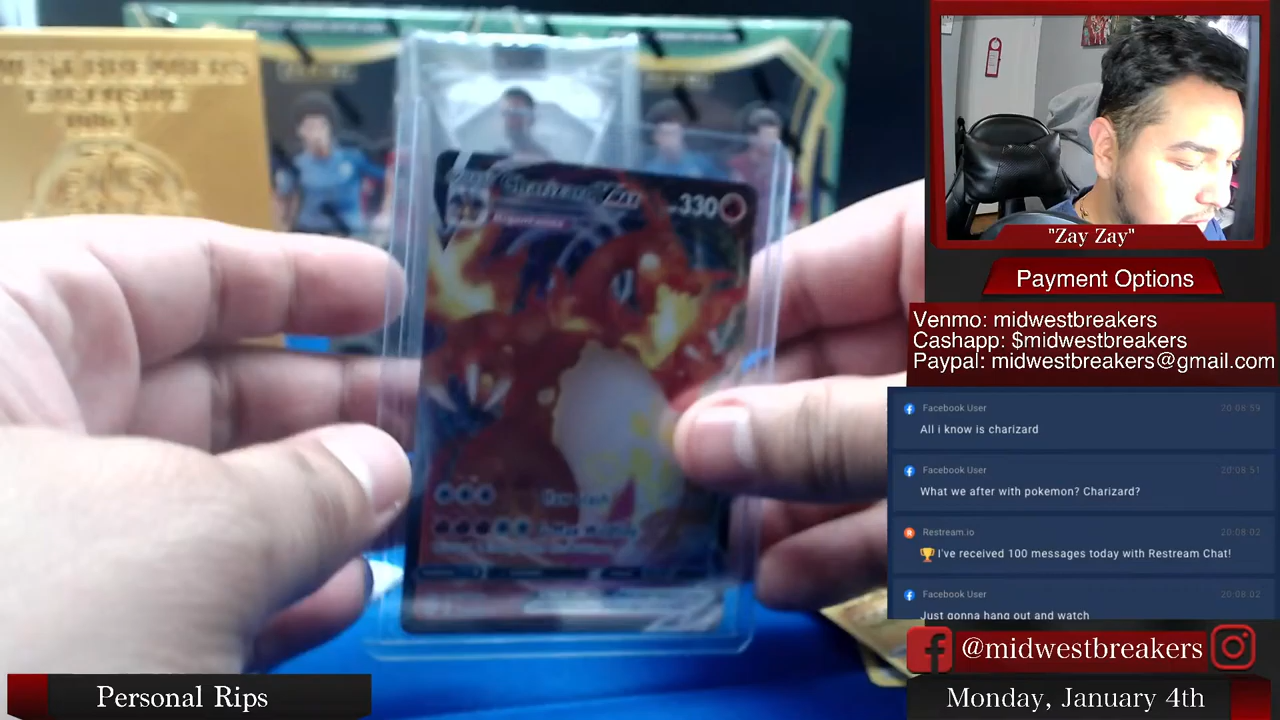 330
"Zay Zay"
Payment Options
Venmo: midwestbreakers
Cashapp: $midwestbreakers
Paypal: midwestbreakers@gmail.com
Facebook User 20:08:59
All i know is charizard
Facebook User 20:08:51
What we after with pokemon? Charizard?
Restream.io 20:08:02
🏆 I've received 100 messages today with Restream Chat!
Facebook User 20:08:02
Just gonna hang out and watch
@midwestbreakers
Personal Rips
Monday, January 4th